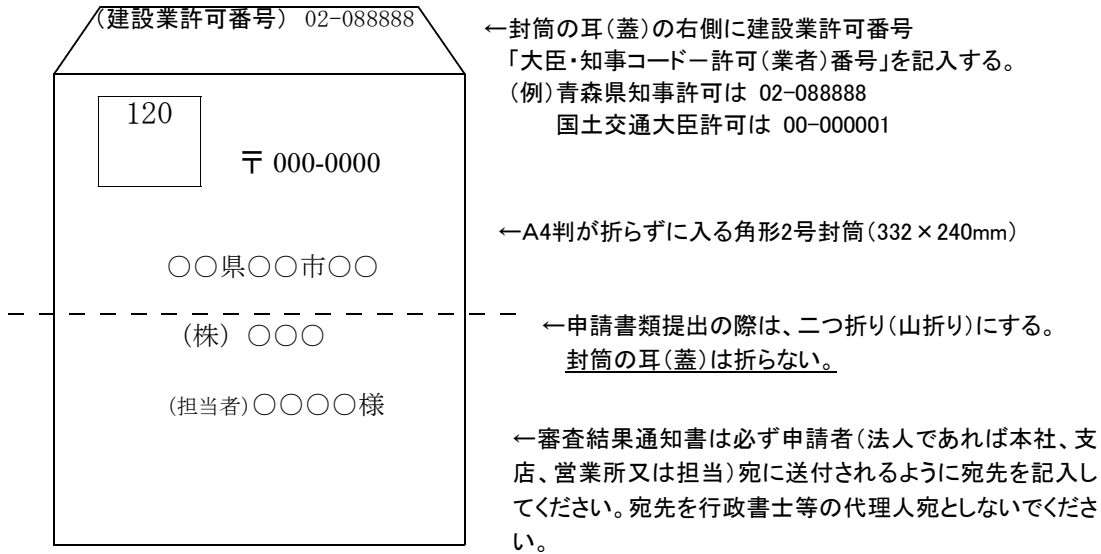 （建設業許可番号） 02-088888
←封筒の耳（蓋）の右側に建設業許可番号
「大臣・知事コードー許可（業者）番号」を記入する。
（例）青森県知事許可は 02-088888
国土交通大臣許可は 00-000001
120
〒 000-0000
←A4判が折らずに入る角形2号封筒（332×240mm）
○○県○○市○○
←申請書類提出の際は、二つ折り（山折り）にする。
封筒の耳（蓋）は折らない。
（株） ○○○
（担当者）○○○○様
←審査結果通知書は必ず申請者（法人であれば本社、支
店、営業所又は担当）宛に送付されるように宛先を記入し
てください。宛先を行政書士等の代理人宛としないでくださ
い。